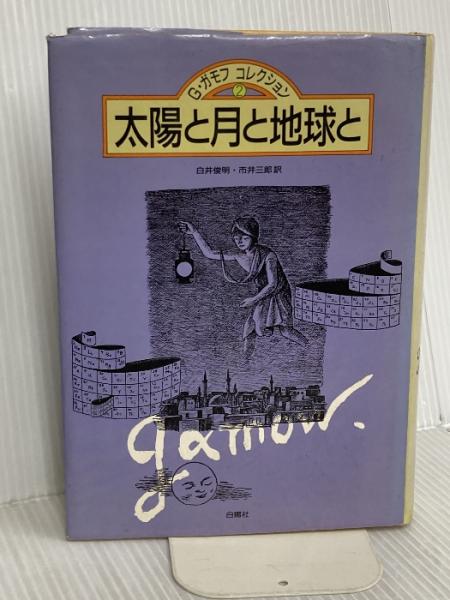 G・ガモフ コレクション
2
太陽と月と地球と
白井俊明・市井三郎 訳
gamow.
白揚社